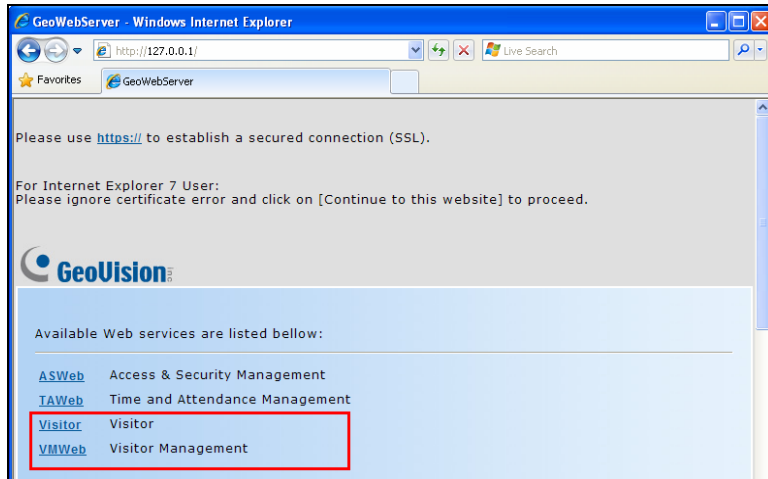 GeoWebServer - Windows Internet Explorer
http://127.0.0.1/
Live Search
Favorites
GeoWebServer
Please use https:// to establish a secured connection (SSL).
For Internet Explorer 7 User:
Please ignore certificate error and click on [Continue to this website] to proceed.
GeoVision
Available Web services are listed bellow:
ASWeb Access & Security Management
TAWeb Time and Attendance Management
Visitor Visitor
VMWeb Visitor Management